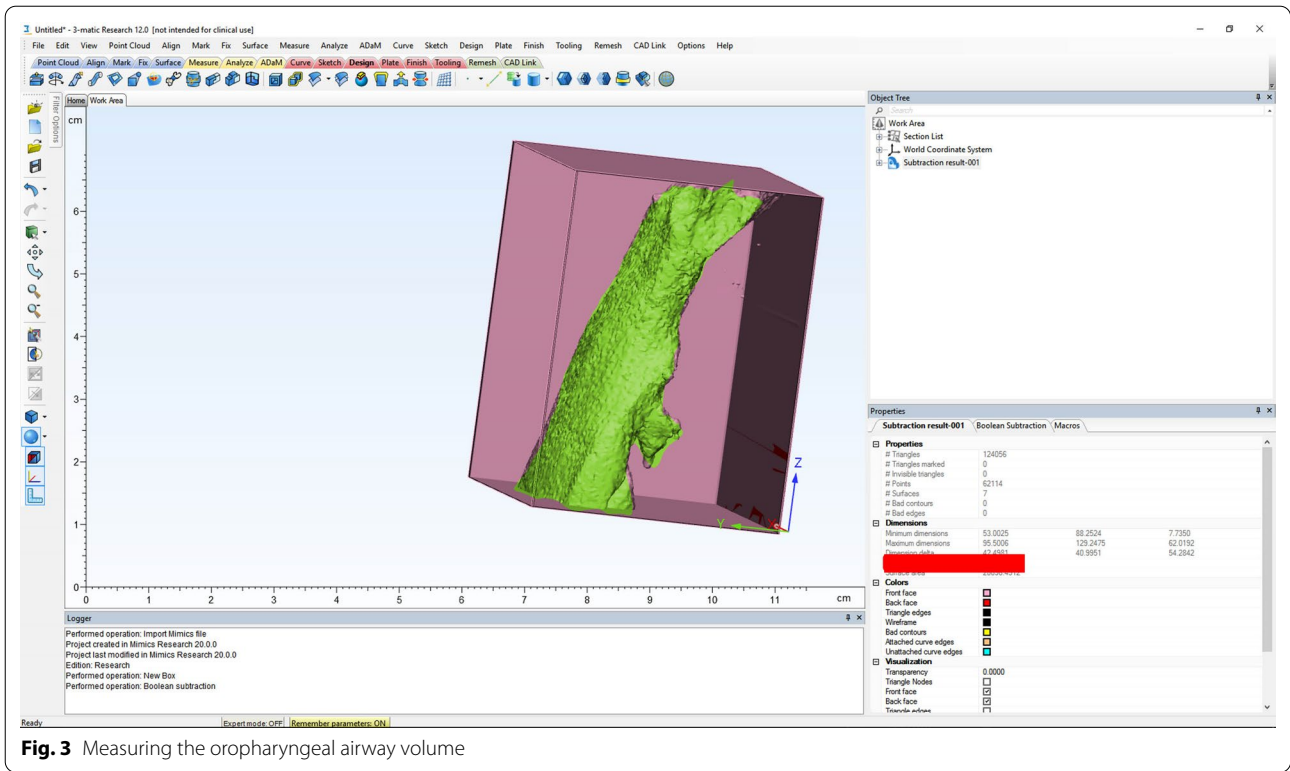 Untitled* - 3-matic Research 12.0 [not intended for clinical use]
File Edit View Point Cloud Align Mark Fix Surface Measure Analyze ADaM Curve Sketch Design Plate Finish Tooling Remesh CAD Link Options Help
Point Cloud Align Mark Fix Surface Measure Analyze ADaM Curve Sketch Design Plate Finish Tooling Remesh CAD Link
Filter Options
Home Work Area
cm
6
5
4
3
2
1
0
Z
Y
0 1 2 3 4 5 6 7 8 9 10 11 cm
Logger
Performed operation: Import Mimics file
Project created in Mimics Research 20.0.0
Project last modified in Mimics Research 20.0.0
Edition: Research
Performed operation: New Box
Performed operation: Boolean subtraction
Object Tree
Search
Work Area
Section List
World Coordinate System
Subtraction result-001
Properties
Subtraction result-001 Boolean Subtraction Macros
Properties
# Triangles 124056
# Triangles marked 0
# Invisible triangles 0
# Points 62114
# Surfaces 7
# Bad contours 0
# Bad edges 0
Dimensions
Minimum dimensions 53.0025 88.2524 7.7350
Maximum dimensions 95.5006 129.2475 62.0192
Dimension delta 42.4981 40.9951 54.2842
Surface area
Colors
Front face
Back face
Triangle edges
Wireframe
Bad contours
Attached curve edges
Unattached curve edges
Visualization
Transparency 0.0000
Triangle Nodes
Front face
Back face
Triangle edges
Ready Expert mode: OFF Remember parameters: ON
Fig. 3 Measuring the oropharyngeal airway volume